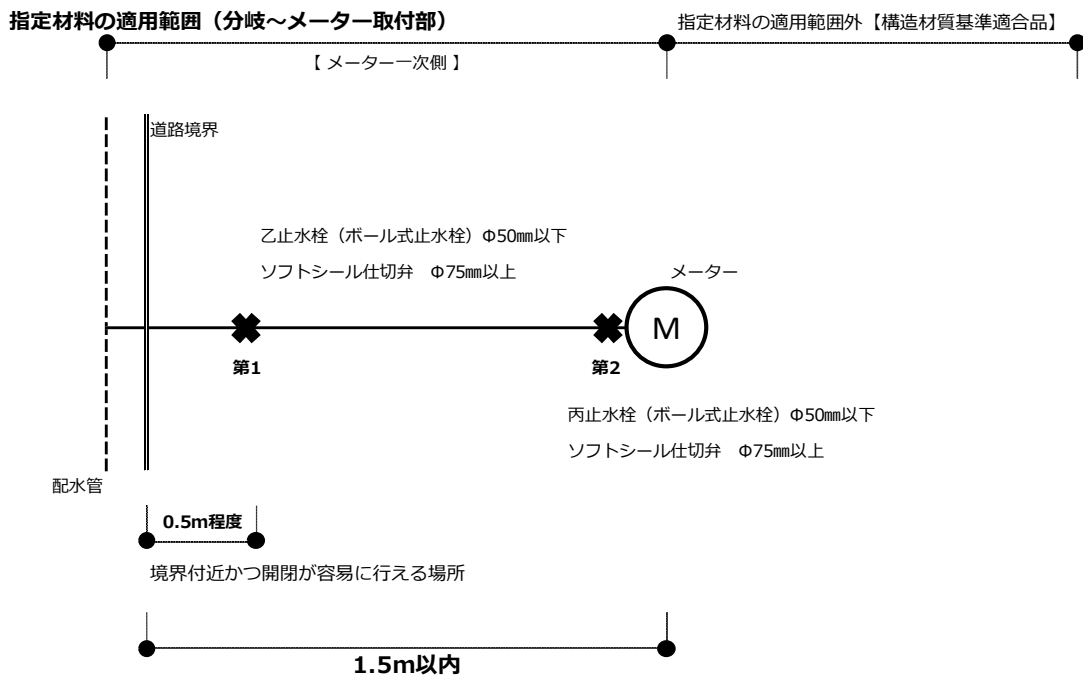 指定材料の適用範囲（分岐～メーター取付部）
指定材料の適用範囲外【構造材質基準適合品】
【 メーター一次側 】
道路境界
乙止水栓（ボール式止水栓）Φ50㎜以下
ソフトシール仕切弁　Φ75㎜以上
メーター
M
第1
第2
丙止水栓（ボール式止水栓）Φ50㎜以下
ソフトシール仕切弁　Φ75㎜以上
配水管
0.5m程度
境界付近かつ開閉が容易に行える場所
1.5m以内